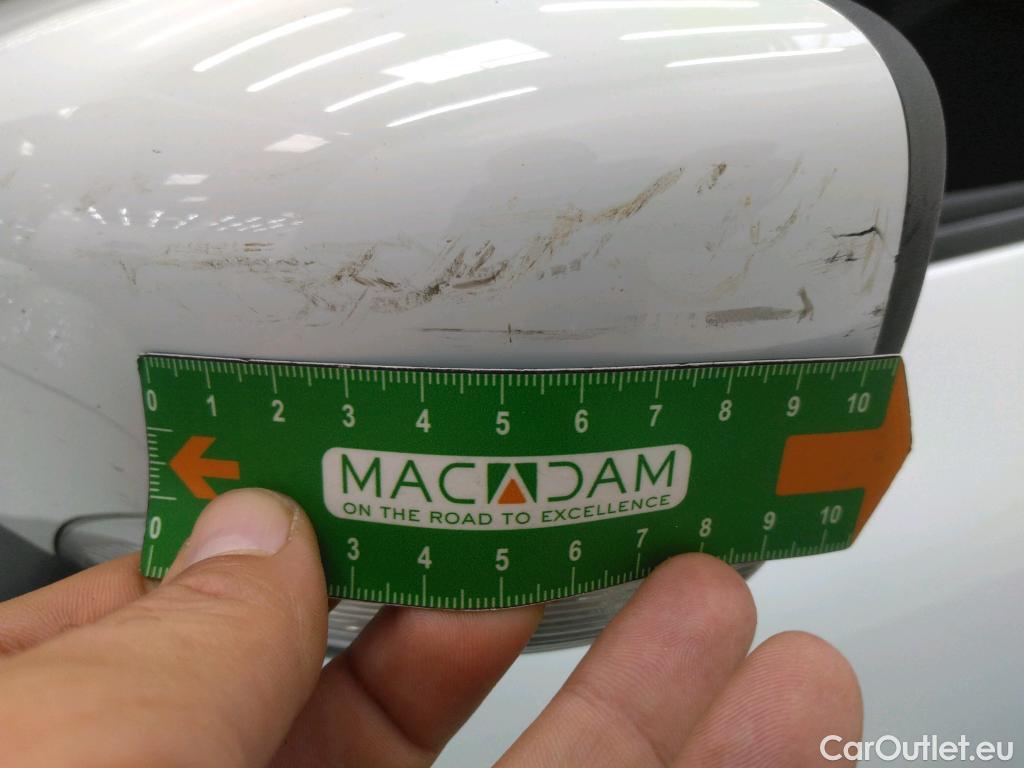 0 1 2 3 4 5 6 7 8 9 10
MACADAM
ON THE ROAD TO EXCELLENCE
0 3 4 5 6 7 8 9 10
CarOutlet.eu